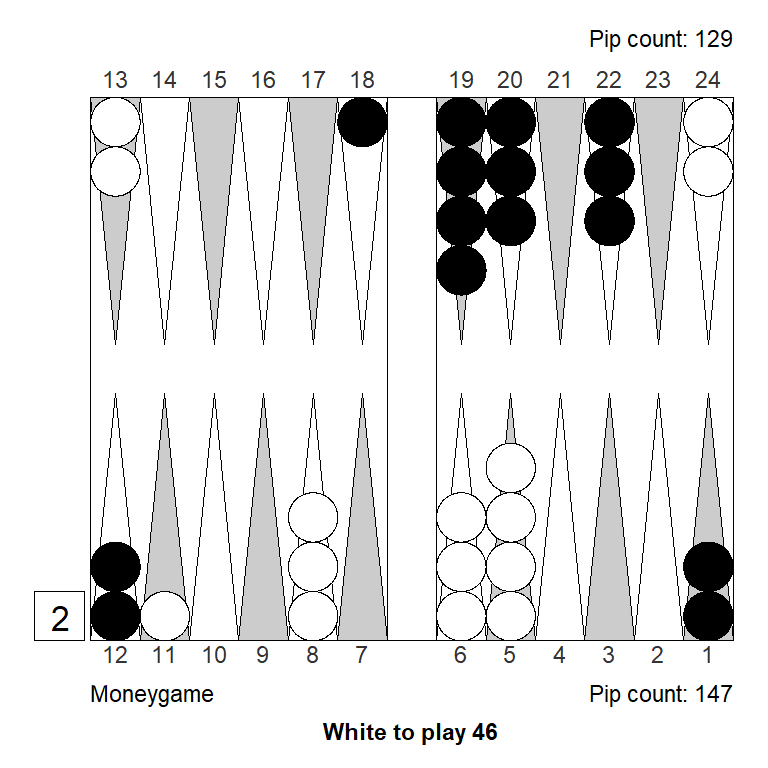 Pip count: 129
13 14 15 16 17 18 19 20 21 22 23 24
2
12 11 10 9 8 7 6 5 4 3 2 1
Moneygame Pip count: 147
White to play 46